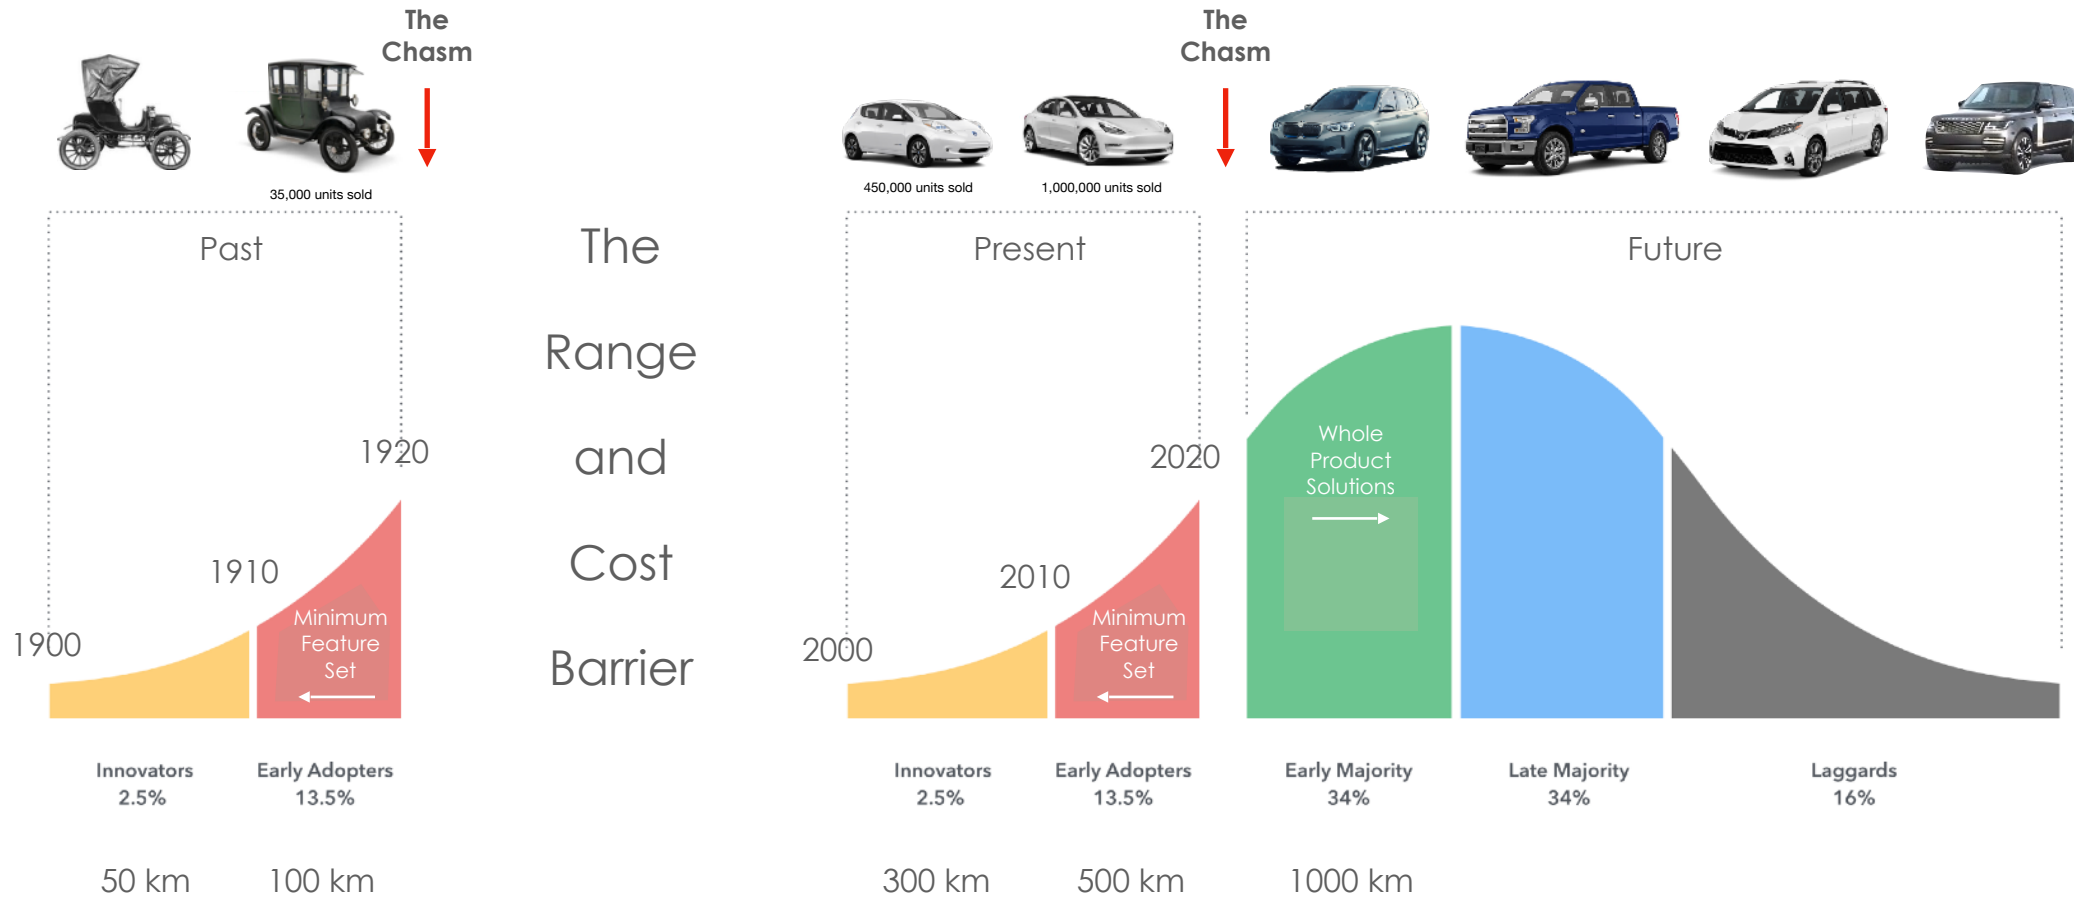 The
Chasm
The
Chasm
35,000 units sold
450,000 units sold
1,000,000 units sold
Past
The
Range
and
Cost
Barrier
Present
Future
1900
1910
1920
Minimum
Feature
Set
2000
2010
2020
Minimum
Feature
Set
Whole
Product
Solutions
Innovators
2.5%
Early Adopters
13.5%
Innovators
2.5%
Early Adopters
13.5%
Early Majority
34%
Late Majority
34%
Laggards
16%
50 km
100 km
300 km
500 km
1000 km